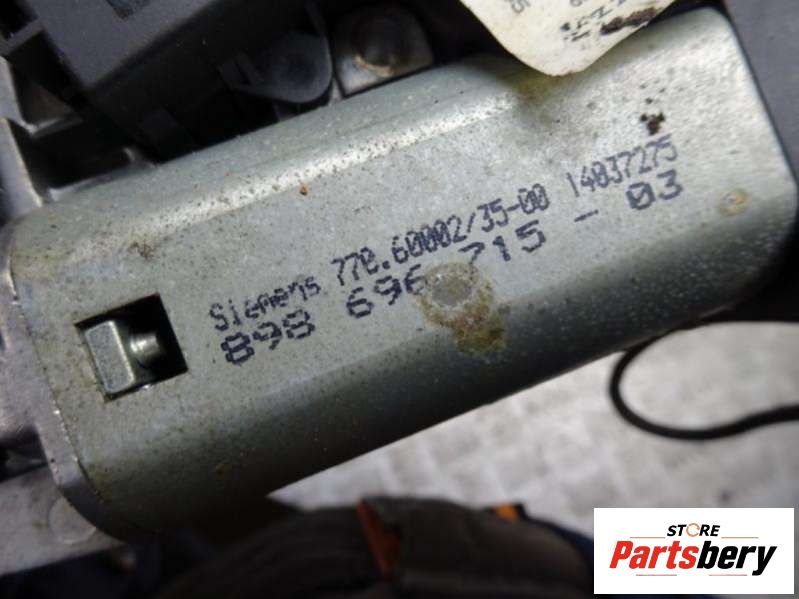 Siemens 770.60002/35-00 14037275
898 696 715 - 03
STORE
Partsbery